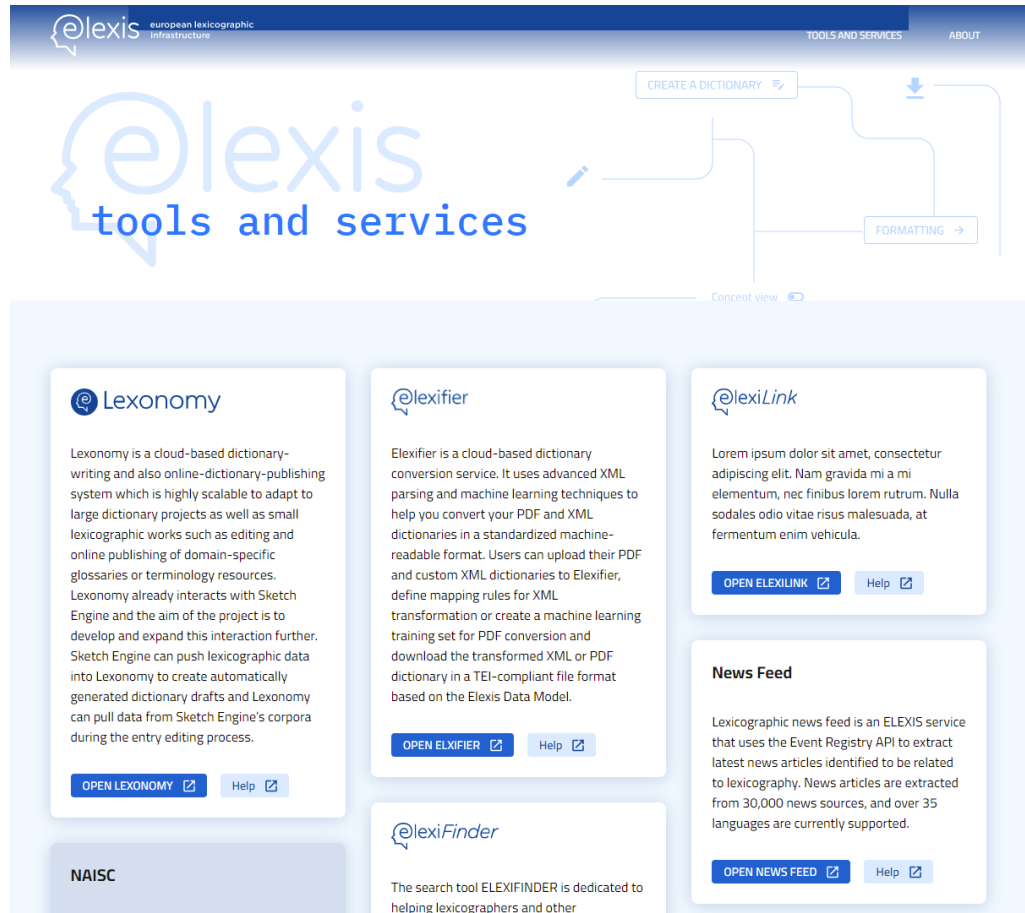 elexis european lexicographic
infrastructure
TOOLS AND SERVICES ABOUT
CREATE A DICTIONARY
elexis
tools and services
FORMATTING
Concept view
Lexonomy
Lexonomy is a cloud-based dictionary-
writing and also online-dictionary-publishing
system which is highly scalable to adapt to
large dictionary projects as well as small
lexicographic works such as editing and
online publishing of domain-specific
glossaries or terminology resources.
Lexonomy already interacts with Sketch
Engine and the aim of the project is to
develop and expand this interaction further.
Sketch Engine can push lexicographic data
into Lexonomy to create automatically
generated dictionary drafts and Lexonomy
can pull data from Sketch Engine's corpora
during the entry editing process.
OPEN LEXONOMY Help
NAISC
elexifier
Elexifier is a cloud-based dictionary
conversion service. It uses advanced XML
parsing and machine learning techniques to
help you convert your PDF and XML
dictionaries in a standardized machine-
readable format. Users can upload their PDF
and custom XML dictionaries to Elexifier,
define mapping rules for XML
transformation or create a machine learning
training set for PDF conversion and
download the transformed XML or PDF
dictionary in a TEI-compliant file format
based on the Elexis Data Model.
OPEN ELXIFIER Help
elexiFinder
The search tool ELEXIFINDER is dedicated to
helping lexicographers and other
elexiLink
Lorem ipsum dolor sit amet, consectetur
adipiscing elit. Nam gravida mi a mi
elementum, nec finibus lorem rutrum. Nulla
sodales odio vitae risus malesuada, at
fermentum enim vehicula.
OPEN ELEXILINK Help
News Feed
Lexicographic news feed is an ELEXIS service
that uses the Event Registry API to extract
latest news articles identified to be related
to lexicography. News articles are extracted
from 30,000 news sources, and over 35
languages are currently supported.
OPEN NEWS FEED Help